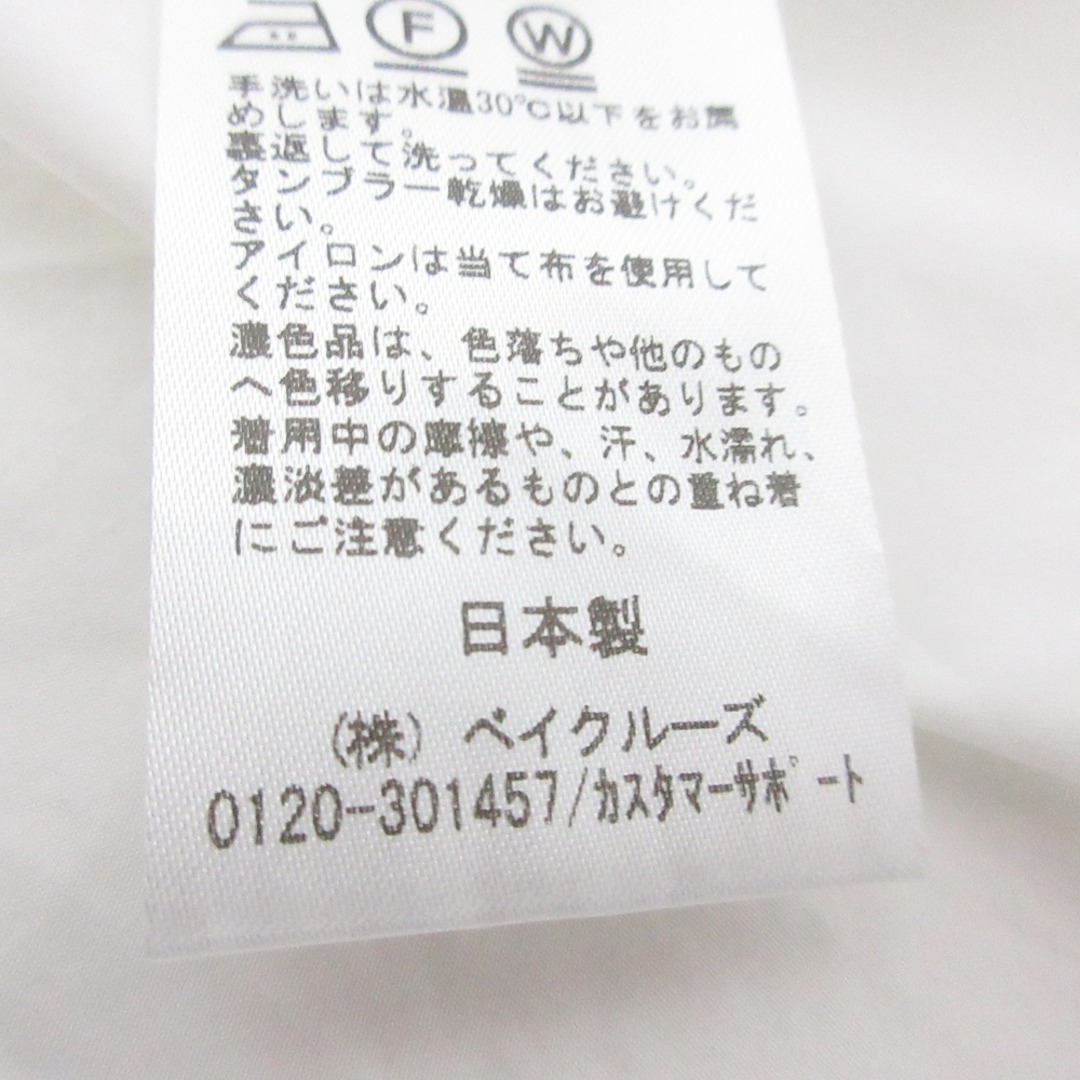 F W
手洗いは水温30℃以下をお薦
めします。
裏返して洗ってください。
タンブラー乾燥はお避けくだ
さい。
アイロンは当て布を使用して
ください。
濃色品は、色落ちや他のもの
へ色移りすることがあります。
着用中の摩擦や、汗、水濡れ、
濃淡差があるものとの重ね着
にご注意ください。
日本製
(株) ベイクルーズ
0120-301457/カスタマーサポート